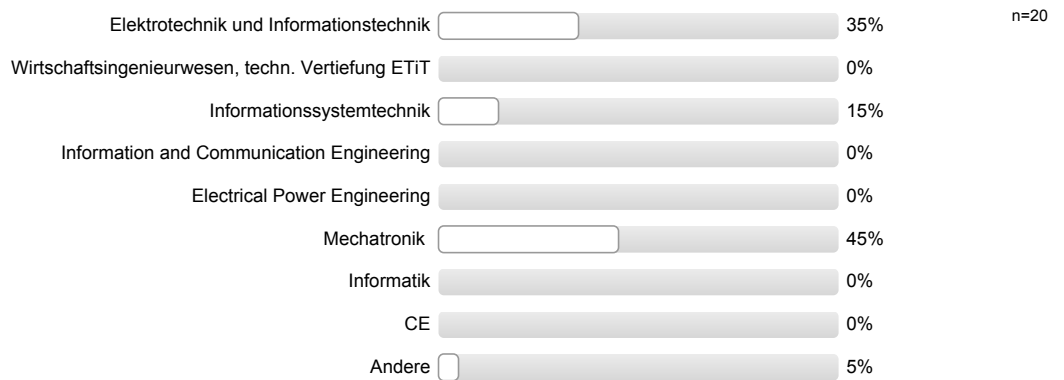 n=20
Elektrotechnik und Informationstechnik 35%
Wirtschaftsingenieurwesen, techn. Vertiefung ETiT 0%
Informationssystemtechnik 15%
Information and Communication Engineering 0%
Electrical Power Engineering 0%
Mechatronik 45%
Informatik 0%
CE 0%
Andere 5%